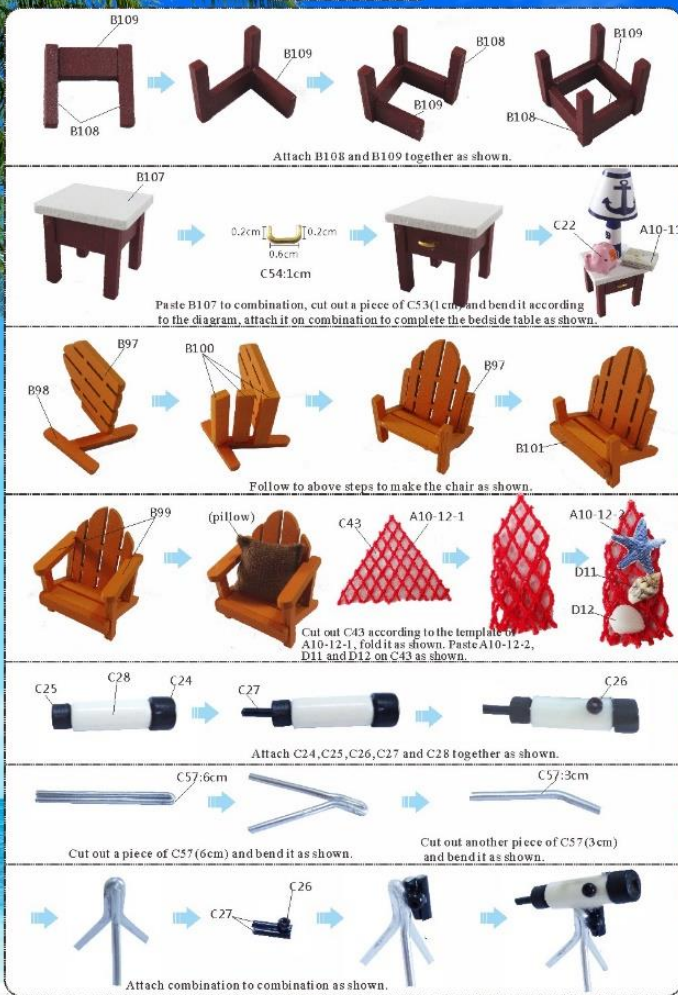 B109
B109
B108
B109
B108
B109
B108
Attach B108 and B109 together as shown.
B107
0.2cm
0.2cm
0.6cm
C54:1cm
C22
A10-11
Paste B107 to combination, cut out a piece of C53(1cm) and bend it according
to the diagram, attach it on combination to complete the bedside table as shown.
B97
B98
B100
B97
B101
Follow to above steps to make the chair as shown.
B99
(pillow)
C43
A10-12-1
A10-12-2
D11
D12
Cut out C43 according to the template of
A10-12-1, fold it as shown. Paste A10-12-2,
D11 and D12 on C43 as shown.
C25
C28
C24
C27
C26
Attach C24,C25,C26,C27 and C28 together as shown.
C57:6cm
C57:3cm
Cut out a piece of C57(6cm) and bend it as shown.
Cut out another piece of C57(3cm)
and bend it as shown.
C26
C27
Attach combination to combination as shown.